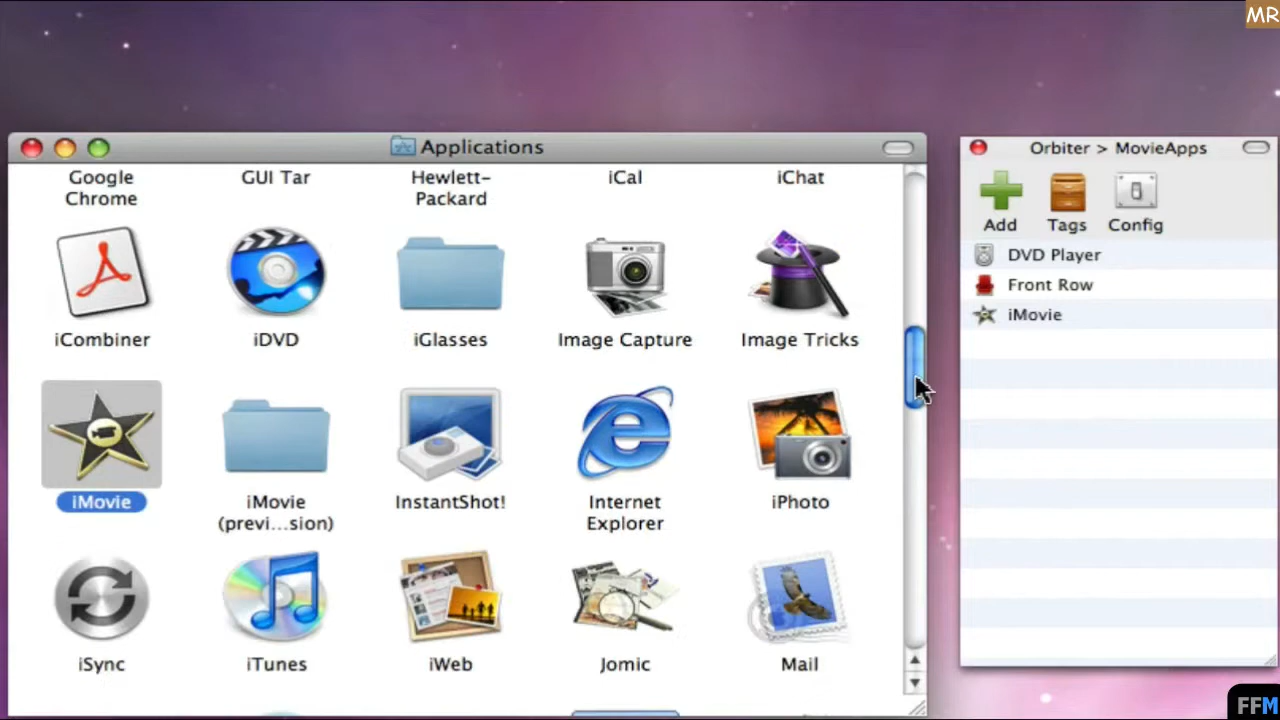 MR
Applications
Google Chrome
GUI Tar
Hewlett-Packard
iCal
iChat
iCombiner
iDVD
iGlasses
Image Capture
Image Tricks
iMovie
iMovie
(previ...sion)
InstantShot!
Internet
Explorer
iPhoto
iSync
iTunes
iWeb
Jomic
Mail
Orbiter > MovieApps
Add
Tags
Config
DVD Player
Front Row
iMovie
FFM